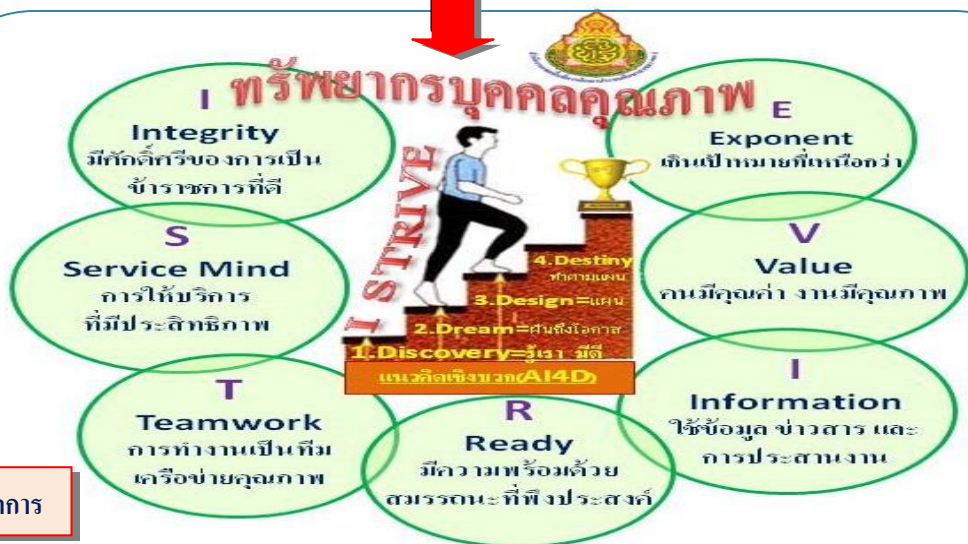 ทรัพยากรบุคคลคุณภาพ
I
Integrity
มีศักดิ์ศรีของการเป็น
ข้าราชการที่ดี
S
Service Mind
การให้บริการ
ที่มีประสิทธิภาพ
T
Teamwork
การทำงานเป็นทีม
เครือข่ายคุณภาพ
R
Ready
มีความพร้อมด้วย
สมรรถนะที่พึงประสงค์
I
Information
ใช้ข้อมูล ข่าวสาร และ
การประสานงาน
V
Value
คนมีคุณค่า งานมีคุณภาพ
E
Exponent
เกินเป้าหมายที่เหนือกว่า
I STRIVE
4.Destiny
ทำตามแผน
3.Design=แผน
2.Dream=ฝันถึงโอกาส
1.Discovery=รู้เรา มีดี
แนวคิดเชิงบวก(AI4D)
าการ